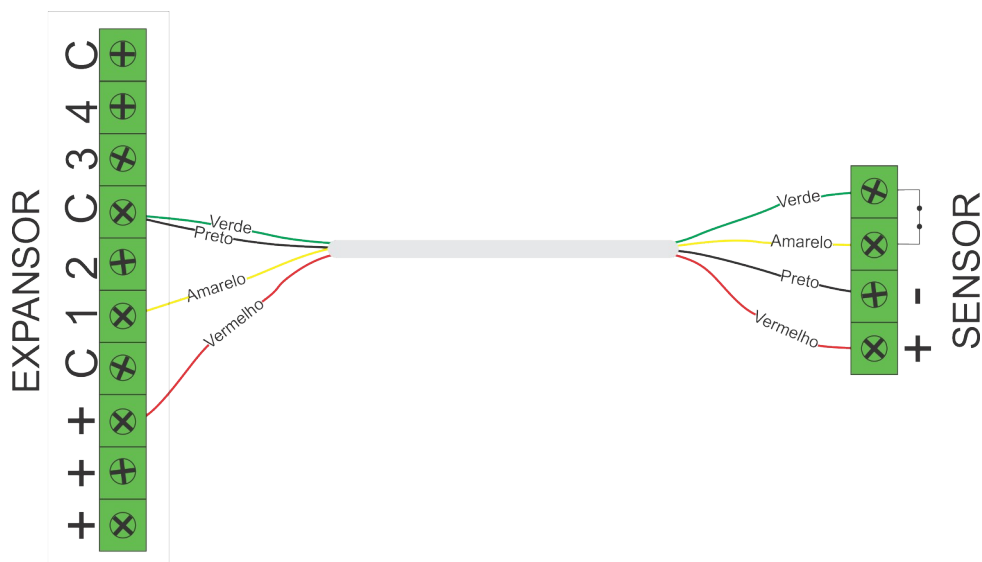 EXPANSOR
C
4
3
C
2
1
C
+
+
+
Verde
Preto
Amarelo
Vermelho
Verde
Amarelo
Preto
Vermelho
-
+
SENSOR